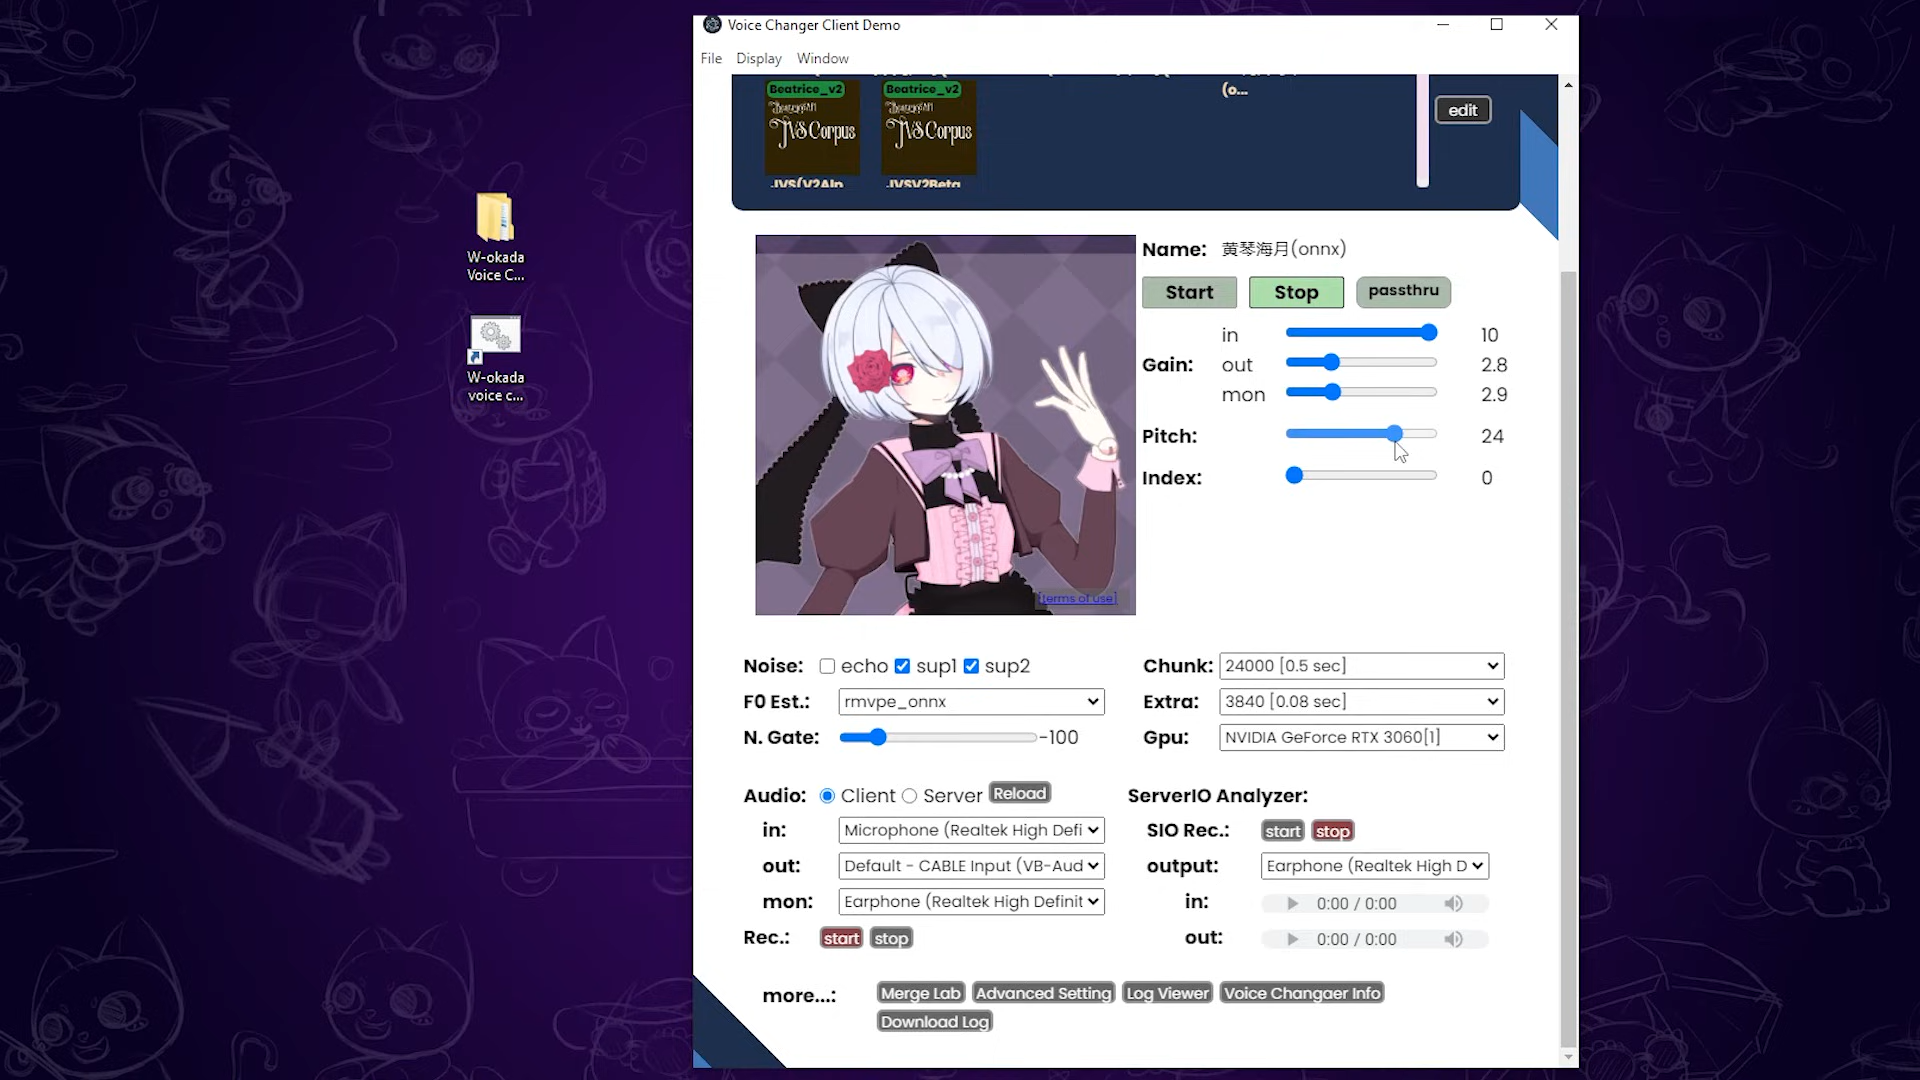 Voice Changer Client Demo
File Display Window
(o...
Beatrice_v2
Beatrice_v2
JVS Corpus
JVS Corpus
edit
W-okada
Voice C...
W-okada
voice c...
Name: 黄琴海月(onnx)
Start Stop passthru
in 10
Gain: out 2.8
mon 2.9
Pitch: 24
Index: 0
[terms of use]
Noise: echo sup1 sup2
F0 Est.: rmvpe_onnx
N. Gate: -100
Chunk: 24000 [0.5 sec]
Extra: 3840 [0.08 sec]
Gpu: NVIDIA GeForce RTX 3060[1]
Audio: Client Server Reload
in: Microphone (Realtek High Defi
out: Default - CABLE Input (VB-Aud
mon: Earphone (Realtek High Definit
Rec.: start stop
ServerIO Analyzer:
SIO Rec.: start stop
output: Earphone (Realtek High D
in: 0:00 / 0:00
out: 0:00 / 0:00
more...: Merge Lab Advanced Setting Log Viewer Voice Changaer Info
Download Log